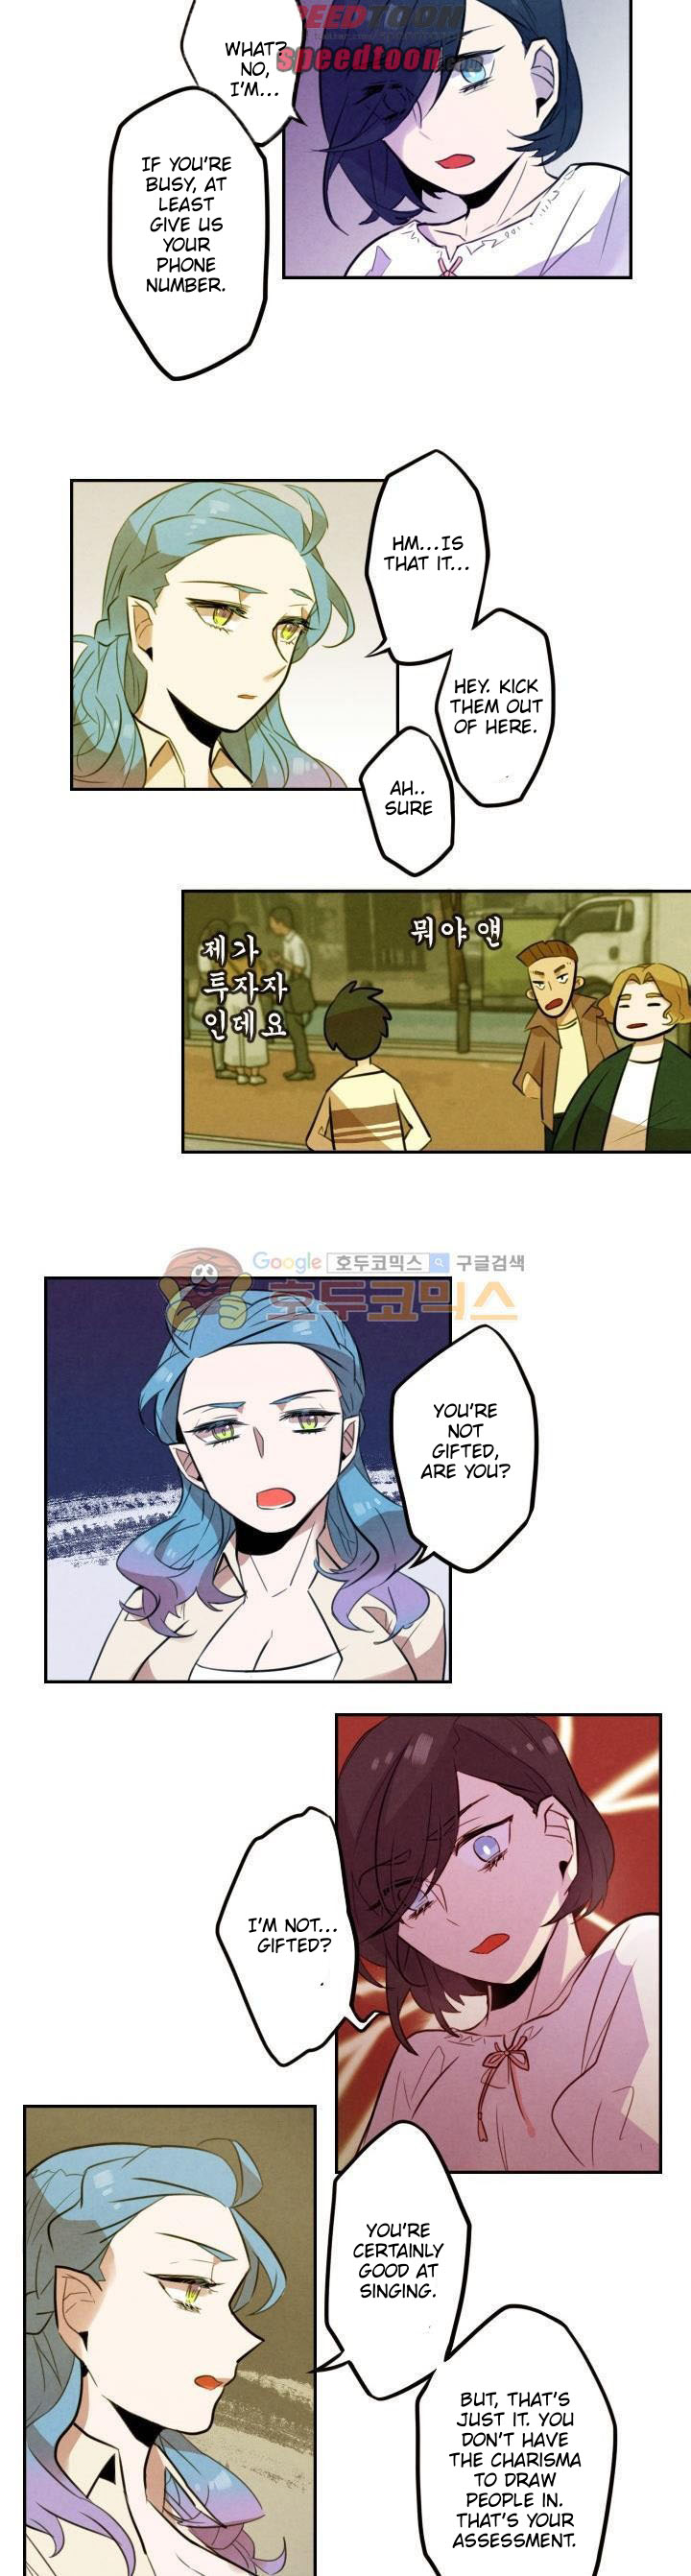 SPEEDTOON
speedtoon.com
WHAT?
NO,
I'M...
IF YOU'RE
BUSY, AT
LEAST
GIVE US
YOUR
PHONE
NUMBER.
HM...IS
THAT IT...
HEY. KICK
THEM OUT
OF HERE.
AH..
SURE
뭐야 앤
제가
투자자
인데요
Google 호두코믹스 구글검색
호두코믹스
YOU'RE
NOT
GIFTED,
ARE YOU?
I'M NOT...
GIFTED?
YOU'RE
CERTAINLY
GOOD AT
SINGING.
BUT, THAT'S
JUST IT. YOU
DON'T HAVE
THE CHARISMA
TO DRAW
PEOPLE IN.
THAT'S YOUR
ASSESSMENT.